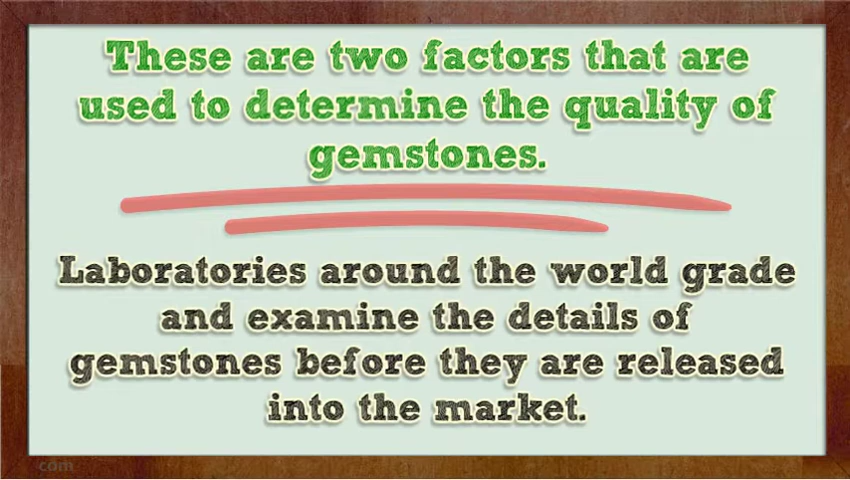 These are two factors that are
used to determine the quality of
gemstones.
Laboratories around the world grade
and examine the details of
gemstones before they are released
into the market.
com